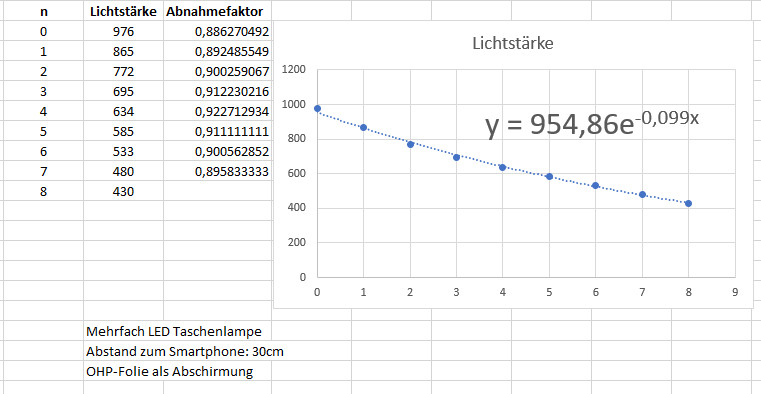 n Lichtstärke Abnahmefaktor
0 976 0,886270492
1 865 0,892485549
2 772 0,900259067
3 695 0,912230216
4 634 0,922712934
5 585 0,911111111
6 533 0,900562852
7 480 0,895833333
8 430
Lichtstärke
1200
1000
800
600
400
200
0
y = 954,86e^-0,099x
0 1 2 3 4 5 6 7 8 9
Mehrfach LED Taschenlampe
Abstand zum Smartphone: 30cm
OHP-Folie als Abschirmung